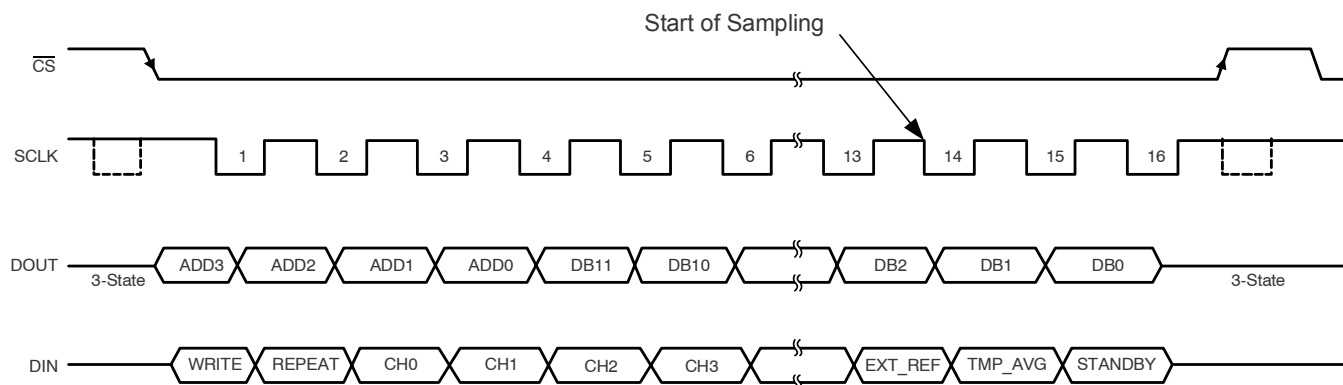 Start of Sampling
CS
SCLK 1 2 3 4 5 6 13 14 15 16
DOUT ADD3 ADD2 ADD1 ADD0 DB11 DB10 DB2 DB1 DB0
3-State 3-State
DIN WRITE REPEAT CH0 CH1 CH2 CH3 EXT_REF TMP_AVG STANDBY